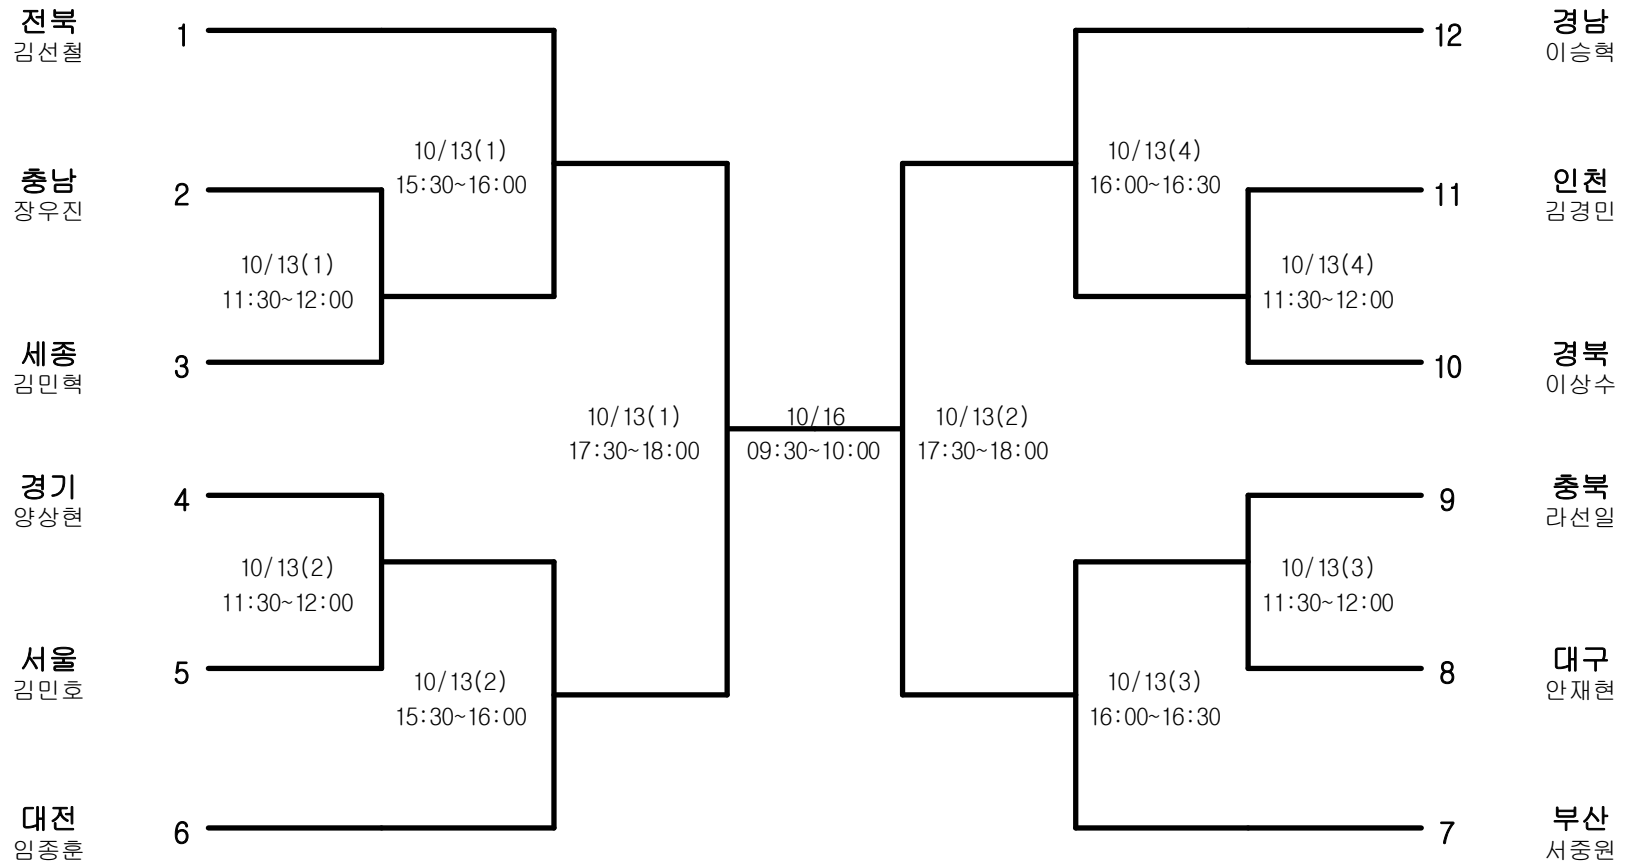 전북
김선철
1
10/13(1)
15:30~16:00
충남
장우진
2
10/13(1)
11:30~12:00
세종
김민혁
3
10/13(1)
17:30~18:00
경기
양상현
4
10/13(2)
11:30~12:00
서울
김민호
5
10/13(2)
15:30~16:00
대전
임종훈
6
10/16
09:30~10:00
12
경남
이승혁
10/13(4)
16:00~16:30
11
인천
김경민
10/13(4)
11:30~12:00
10
경북
이상수
10/13(2)
17:30~18:00
9
충북
라선일
10/13(3)
11:30~12:00
8
대구
안재현
10/13(3)
16:00~16:30
7
부산
서중원